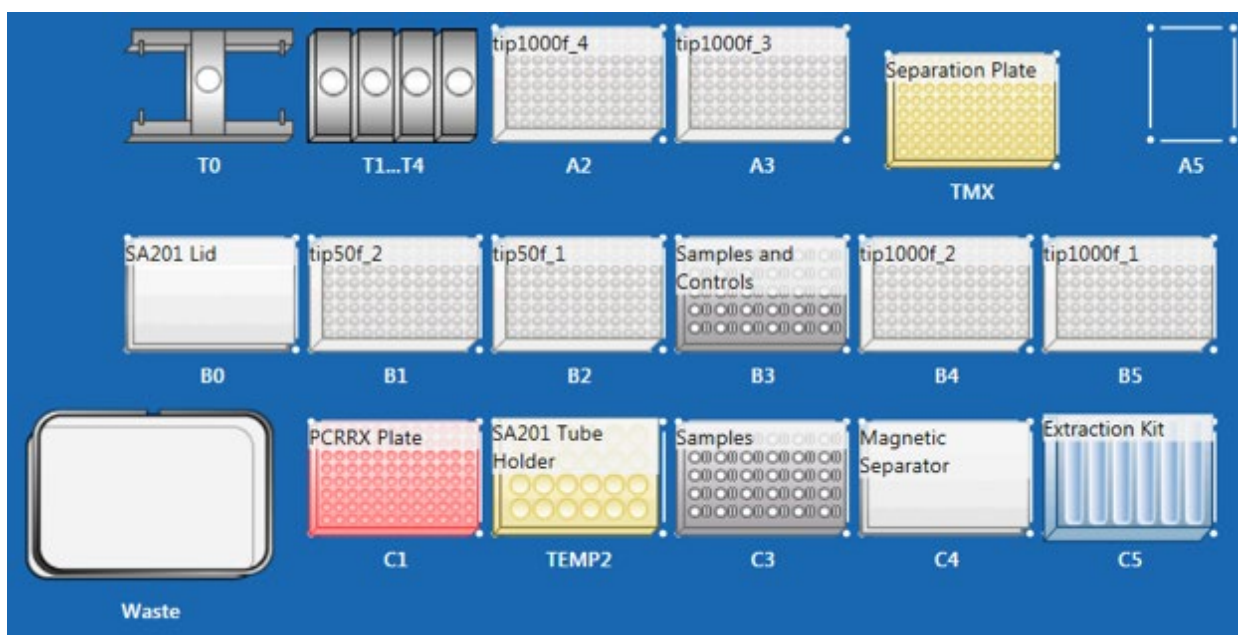 tip1000f_4
tip1000f_3
Separation Plate
T0
T1...T4
A2
A3
TMX
A5
SA201 Lid
tip50f_2
tip50f_1
Samples and
Controls
tip1000f_2
tip1000f_1
B0
B1
B2
B3
B4
B5
PCRRX Plate
SA201 Tube
Holder
Samples
Magnetic
Separator
Extraction Kit
C1
TEMP2
C3
C4
C5
Waste